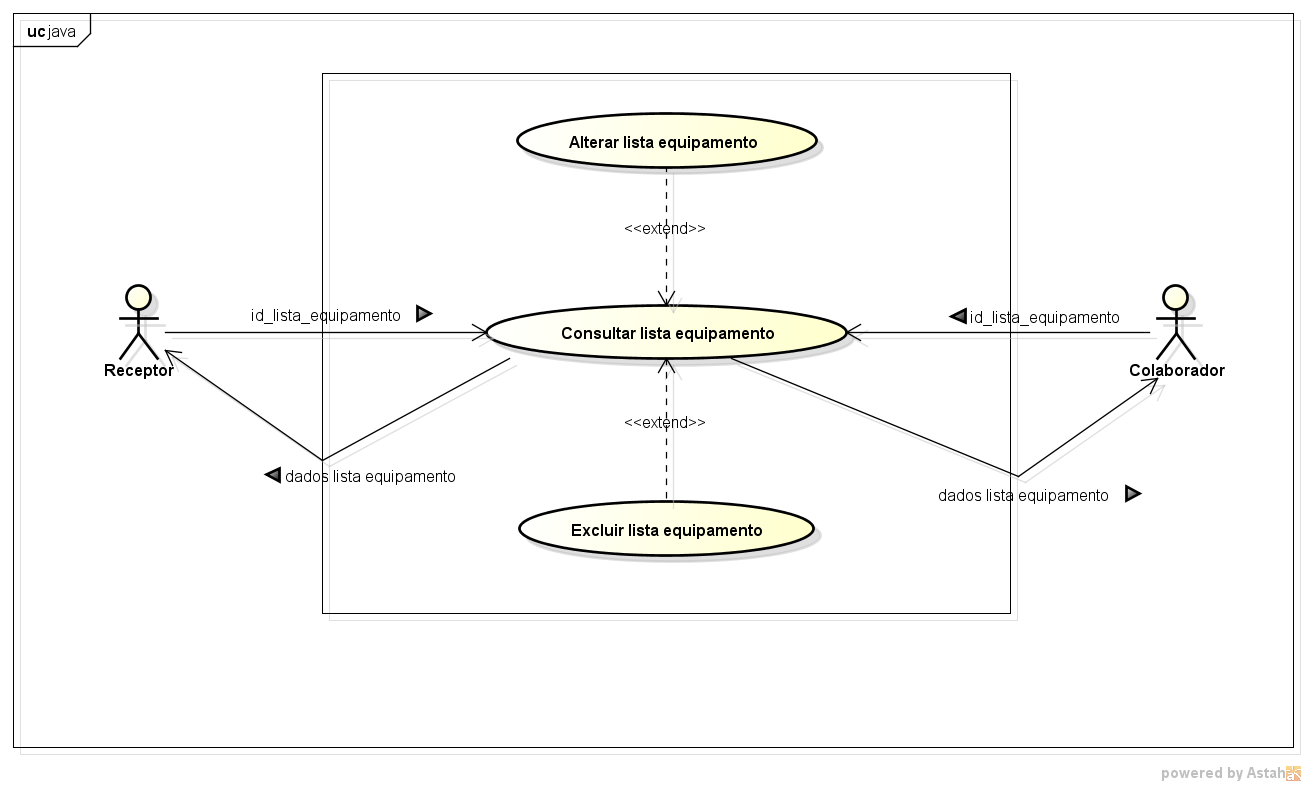 uc java
Alterar lista equipamento
<<extend>>
id_lista_equipamento
id_lista_equipamento
Consultar lista equipamento
Receptor
Colaborador
<<extend>>
dados lista equipamento
dados lista equipamento
Excluir lista equipamento
powered by Astah